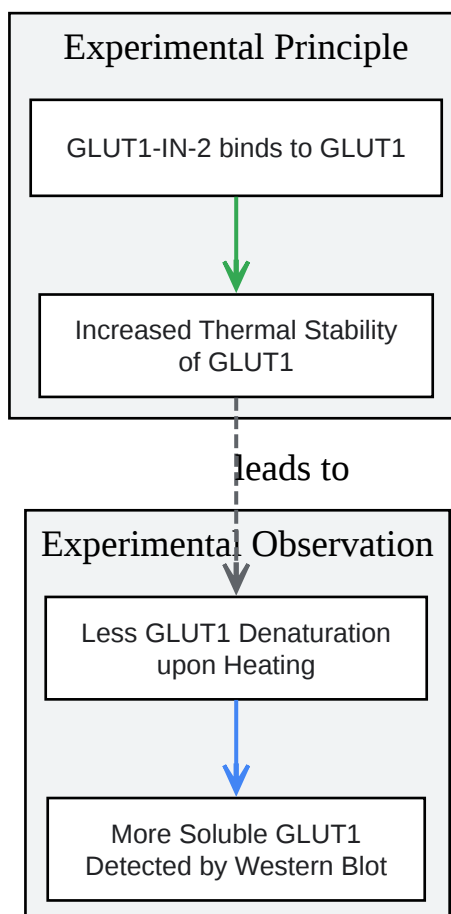 Experimental Principle
GLUT1-IN-2 binds to GLUT1
Increased Thermal Stability
of GLUT1
leads to
Experimental Observation
Less GLUT1 Denaturation
upon Heating
More Soluble GLUT1
Detected by Western Blot